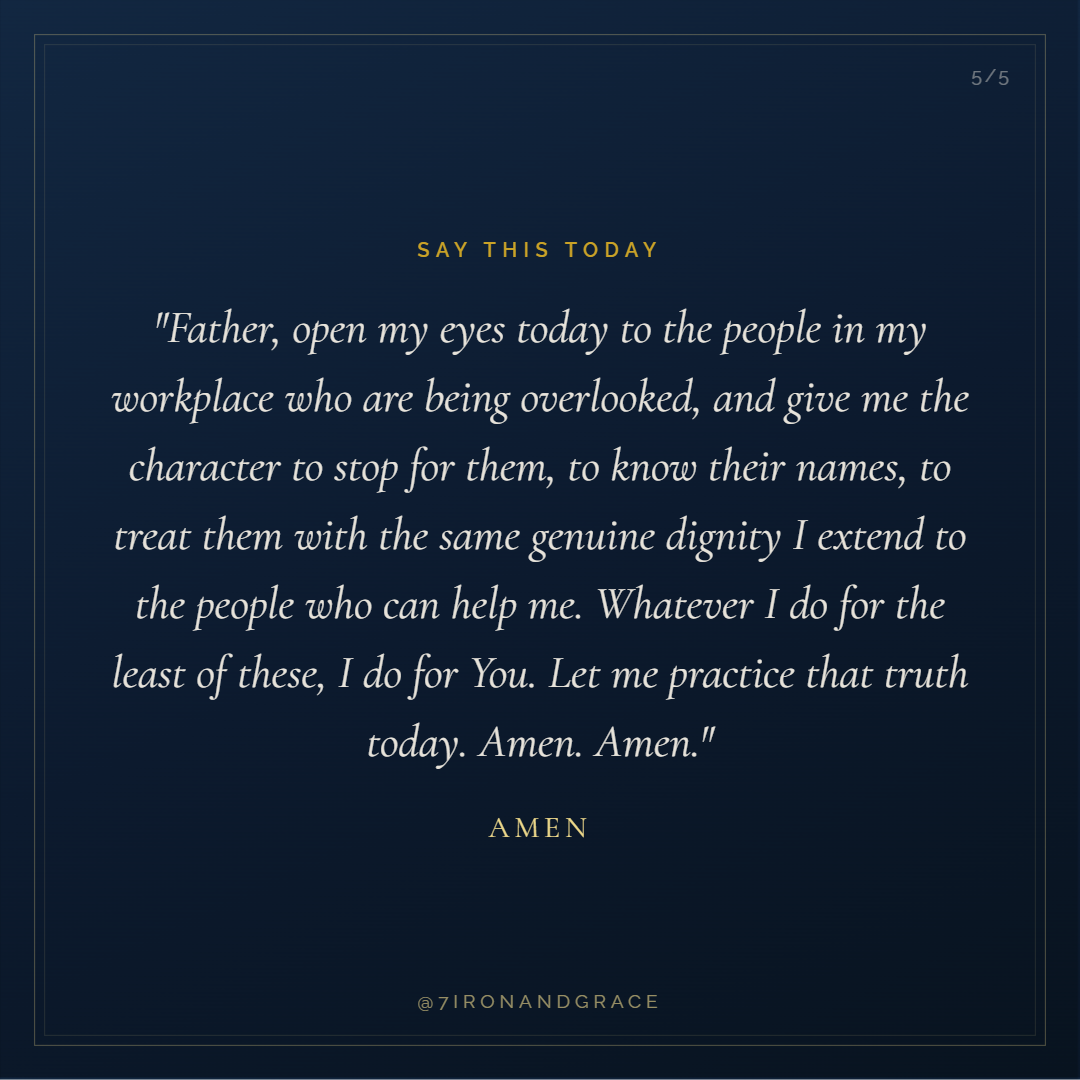 5/5
SAY THIS TODAY
"Father, open my eyes today to the people in my
workplace who are being overlooked, and give me the
character to stop for them, to know their names, to
treat them with the same genuine dignity I extend to
the people who can help me. Whatever I do for the
least of these, I do for You. Let me practice that truth
today. Amen. Amen."
AMEN
@7IRONANDGRACE